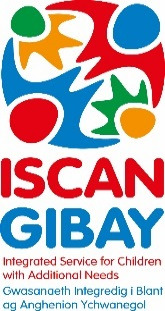 ISCAN
GIBAY
Integrated Service for Children
with Additional Needs
Gwasanaeth Integredig i Blant
ag Anghenion Ychwanegol